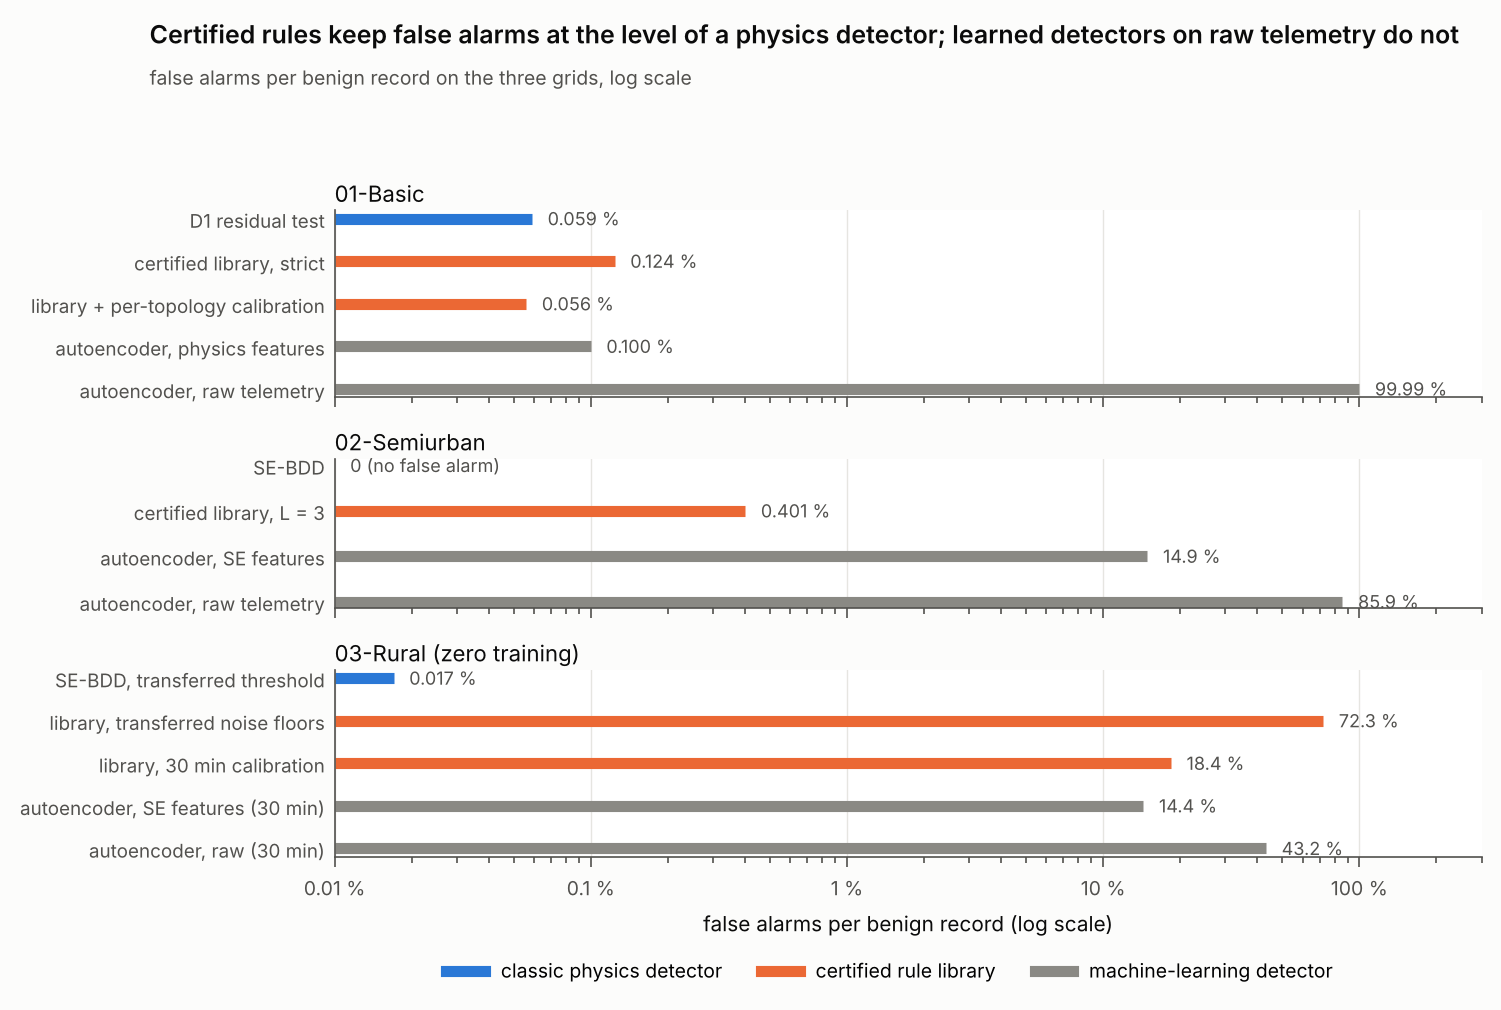 Certified rules keep false alarms at the level of a physics detector; learned detectors on raw telemetry do not
false alarms per benign record on the three grids, log scale
01-Basic
D1 residual test 0.059 %
certified library, strict 0.124 %
library + per-topology calibration 0.056 %
autoencoder, physics features 0.100 %
autoencoder, raw telemetry 99.99 %
02-Semiurban
SE-BDD 0 (no false alarm)
certified library, L = 3 0.401 %
autoencoder, SE features 14.9 %
autoencoder, raw telemetry 85.9 %
03-Rural (zero training)
SE-BDD, transferred threshold 0.017 %
library, transferred noise floors 72.3 %
library, 30 min calibration 18.4 %
autoencoder, SE features (30 min) 14.4 %
autoencoder, raw (30 min) 43.2 %
0.01 % 0.1 % 1 % 10 % 100 %
false alarms per benign record (log scale)
classic physics detector certified rule library machine-learning detector